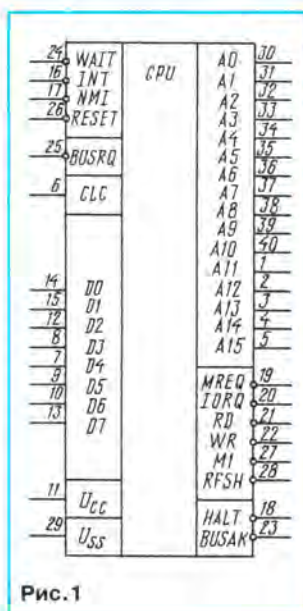 24 WAIT CPU A0 30
16 INT A1 31
17 NMI A2 32
26 RESET A3 33
A4 34
25 BUSRQ A5 35
A6 36
6 CLC A7 37
A8 38
A9 39
A10 40
A11 1
14 D0 A12 2
15 D1 A13 3
12 D2 A14 4
8 D3 A15 5
7 D4
9 D5 MREQ 19
10 D6 IORQ 20
13 D7 RD 21
WR 22
M1 27
RFSH 28
11 UCC
HALT 18
29 USS BUSAK 23
Рис.1